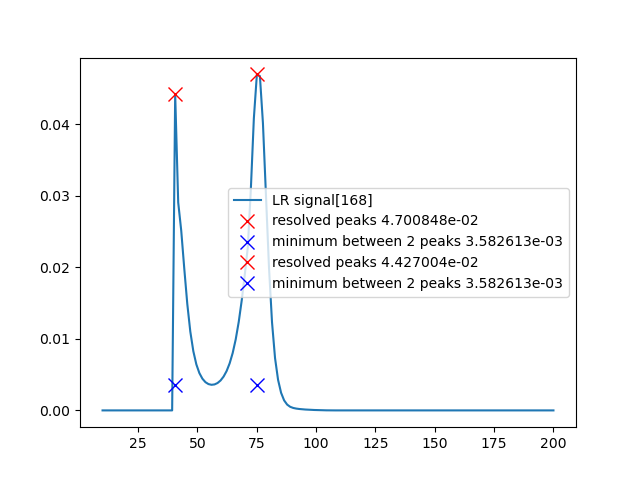 0.04
0.03
0.02
0.01
0.00
LR signal[168]
resolved peaks 4.700848e-02
minimum between 2 peaks 3.582613e-03
resolved peaks 4.427004e-02
minimum between 2 peaks 3.582613e-03
25 50 75 100 125 150 175 200